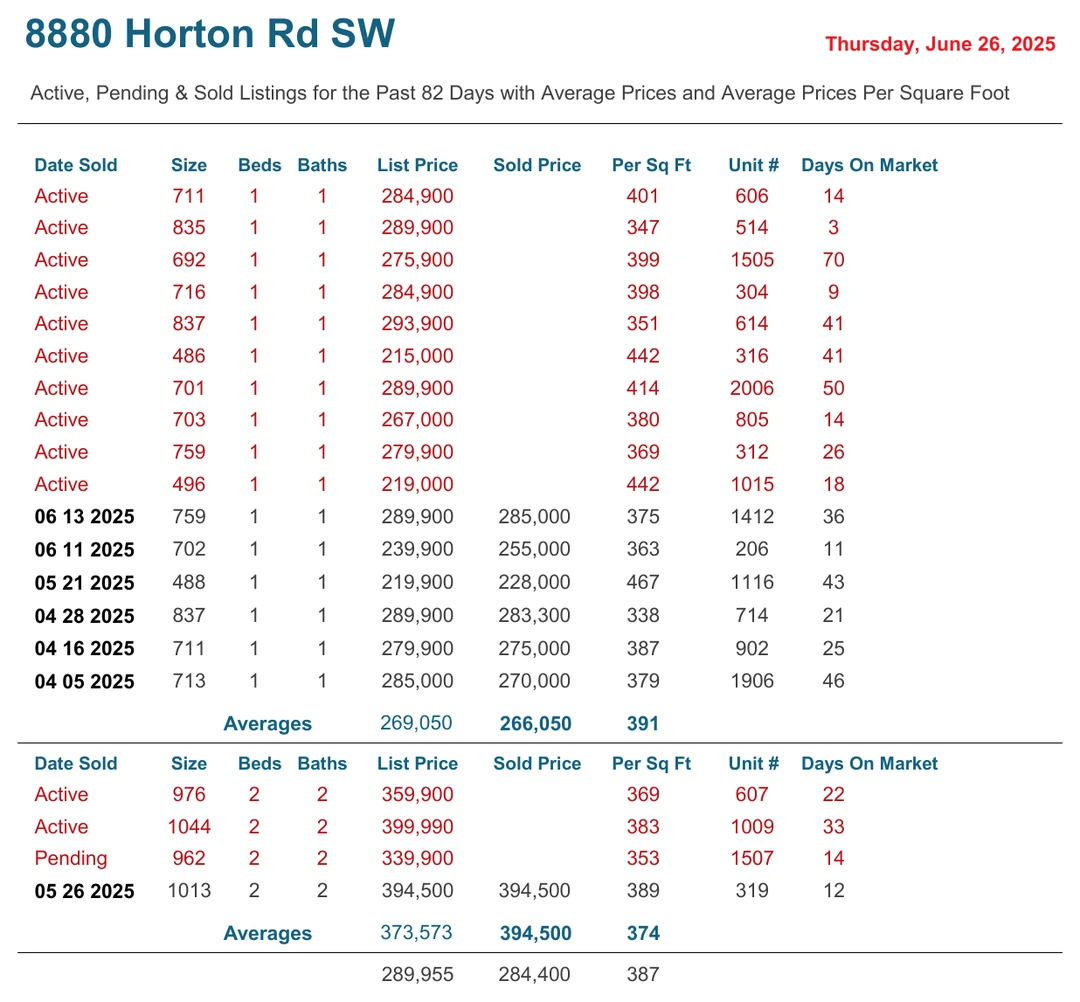 8880 Horton Rd SW
Thursday, June 26, 2025
Active, Pending & Sold Listings for the Past 82 Days with Average Prices and Average Prices Per Square Foot
Date Sold Size Beds Baths List Price Sold Price Per Sq Ft Unit # Days On Market
Active 711 1 1 284,900 401 606 14
Active 835 1 1 289,900 347 514 3
Active 692 1 1 275,900 399 1505 70
Active 716 1 1 284,900 398 304 9
Active 837 1 1 293,900 351 614 41
Active 486 1 1 215,000 442 316 41
Active 701 1 1 289,900 414 2006 50
Active 703 1 1 267,000 380 805 14
Active 759 1 1 279,900 369 312 26
Active 496 1 1 219,000 442 1015 18
06 13 2025 759 1 1 289,900 285,000 375 1412 36
06 11 2025 702 1 1 239,900 255,000 363 206 11
05 21 2025 488 1 1 219,900 228,000 467 1116 43
04 28 2025 837 1 1 289,900 283,300 338 714 21
04 16 2025 711 1 1 279,900 275,000 387 902 25
04 05 2025 713 1 1 285,000 270,000 379 1906 46
Averages 269,050 266,050 391
Date Sold Size Beds Baths List Price Sold Price Per Sq Ft Unit # Days On Market
Active 976 2 2 359,900 369 607 22
Active 1044 2 2 399,990 383 1009 33
Pending 962 2 2 339,900 353 1507 14
05 26 2025 1013 2 2 394,500 394,500 389 319 12
Averages 373,573 394,500 374
289,955 284,400 387